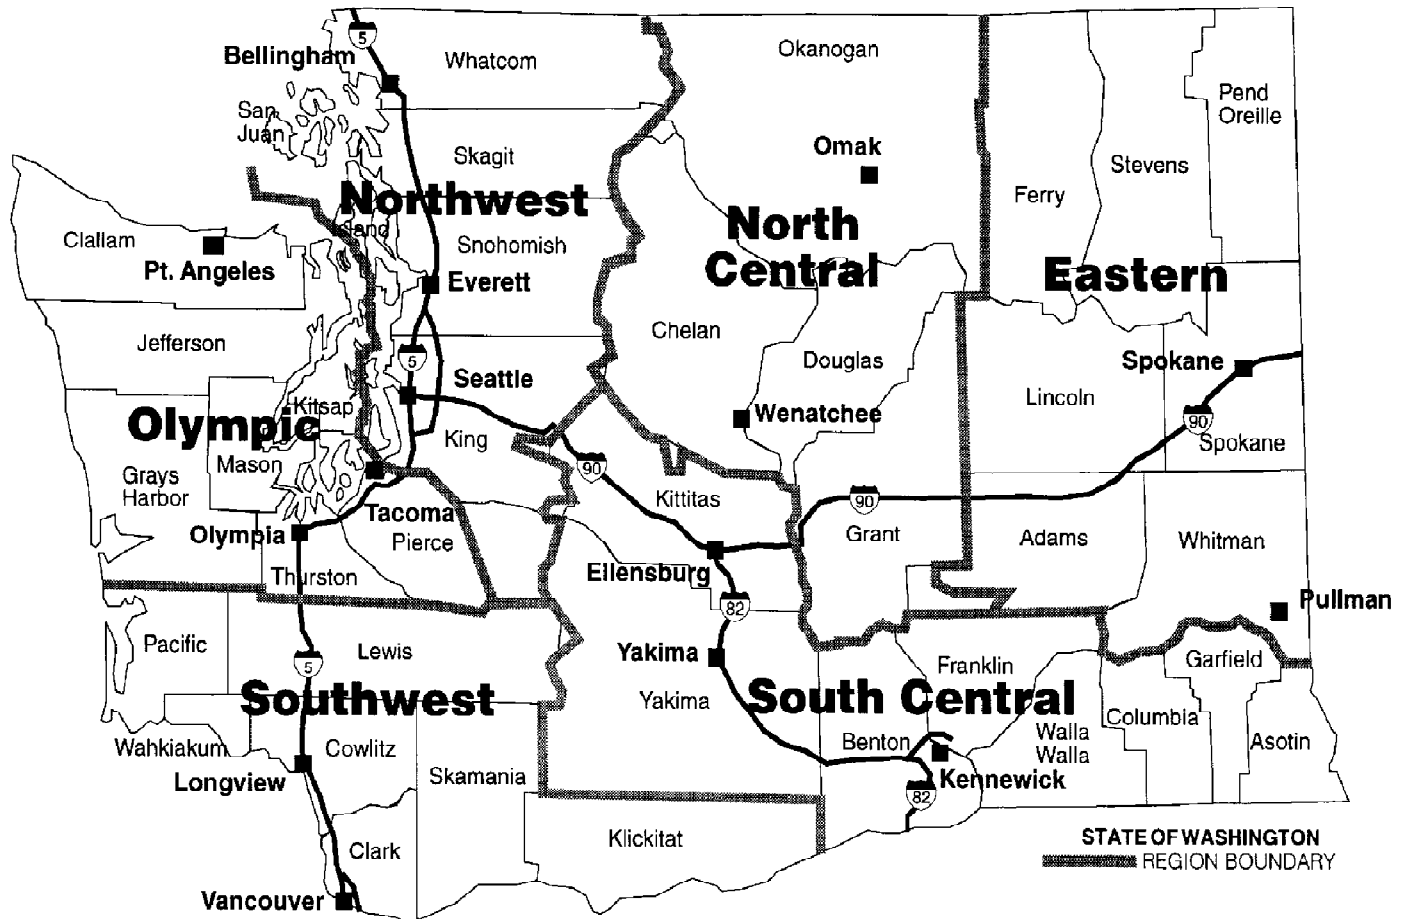 5
Bellingham
Whatcom
Okanogan
Pend
Oreille
San
Juan
Skagit
Omak
Stevens
Ferry
Northwest
Island
North
Central
Clallam
Snohomish
Pt. Angeles
Everett
Eastern
Jefferson
5
Chelan
Douglas
Spokane
Seattle
Lincoln
Kitsap
Olympic
King
Wenatchee
90
Spokane
Mason
Grays
Harbor
90
Kittitas
90
Tacoma
Olympia
Pierce
Grant
Adams
Whitman
Thurston
Ellensburg
82
Pullman
Pacific
5
Lewis
Yakima
Franklin
Garfield
Southwest
Yakima
South Central
Columbia
Walla
Walla
Wahkiakum
Cowlitz
Benton
Asotin
Longview
Skamania
Kennewick
82
Klickitat
Clark
Vancouver
STATE OF WASHINGTON
REGION BOUNDARY